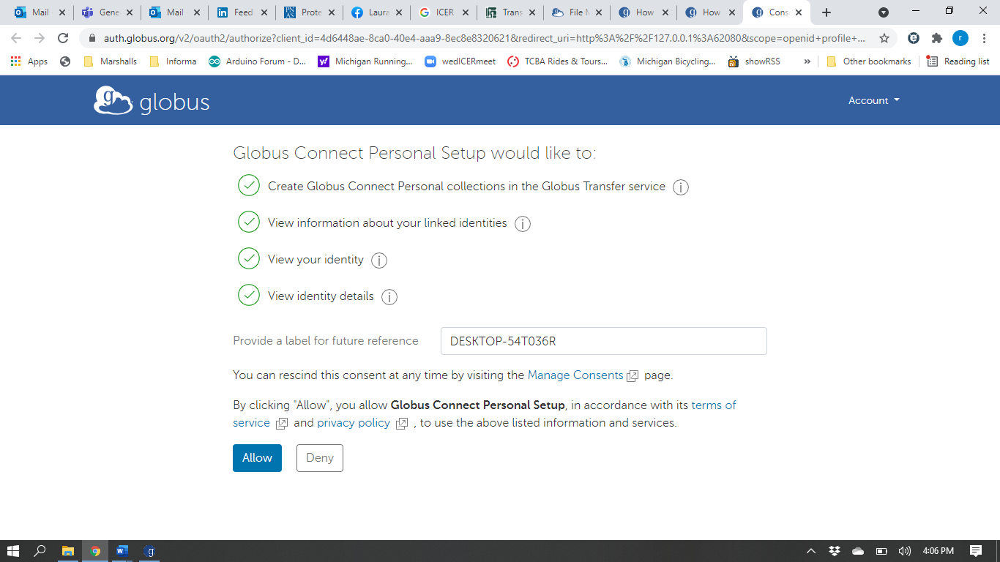 Mail
Gene
Mail
Feed
Prote
Laura
ICER
Trans
File M
How
How
Cons
auth.globus.org/v2/oauth2/authorize?client_id=4d6448ae-8ca0-40e4-aaa9-8ec8e8320621&redirect_uri=http%3A%2F%2F127.0.0.1%3A62080&scope=openid+profile+...
r
Apps
Marshalls
Informa
Arduino Forum - D...
Michigan Running...
wedICERmeet
TCBA Rides & Tours...
Michigan Bicycling...
showRSS
»
Other bookmarks
Reading list
globus
Account
Globus Connect Personal Setup would like to:
Create Globus Connect Personal collections in the Globus Transfer service
View information about your linked identities
View your identity
View identity details
Provide a label for future reference
DESKTOP-54T036R
You can rescind this consent at any time by visiting the Manage Consents page.
By clicking "Allow", you allow Globus Connect Personal Setup, in accordance with its terms of
service and privacy policy , to use the above listed information and services.
Allow
Deny
4:06 PM